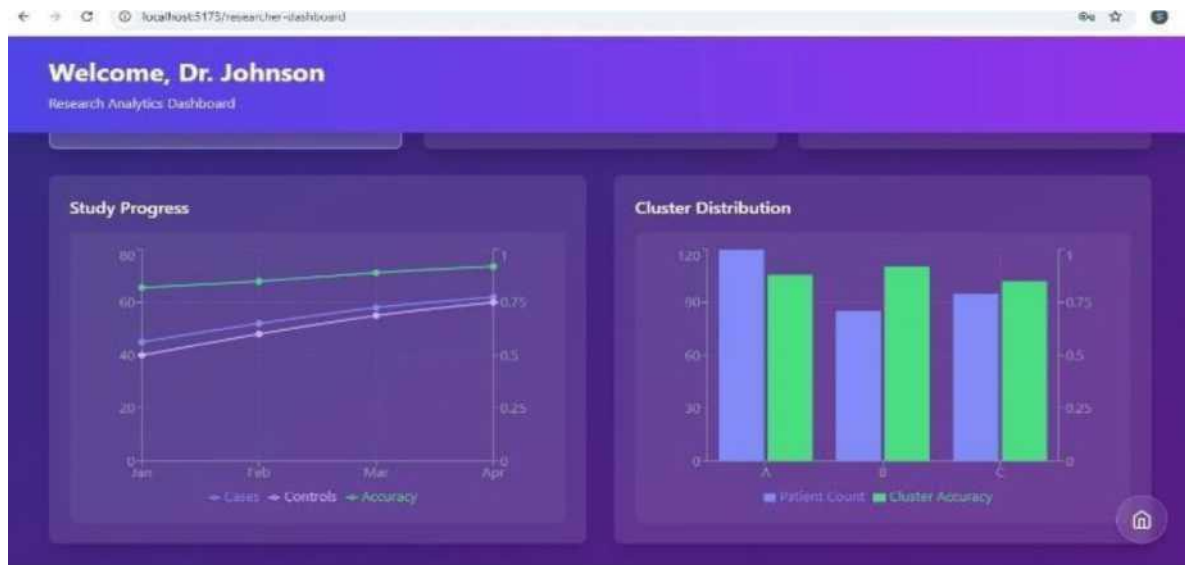 localhost:5175/researcher-dashboard
Welcome, Dr. Johnson
Research Analytics Dashboard
Study Progress
80
60
40
20
0
1
0.75
0.5
0.25
0
Jan Feb Mar Apr
Cases Controls Accuracy
Cluster Distribution
120
90
60
30
0
1
0.75
0.5
0.25
0
A B C
Patient Count Cluster Accuracy